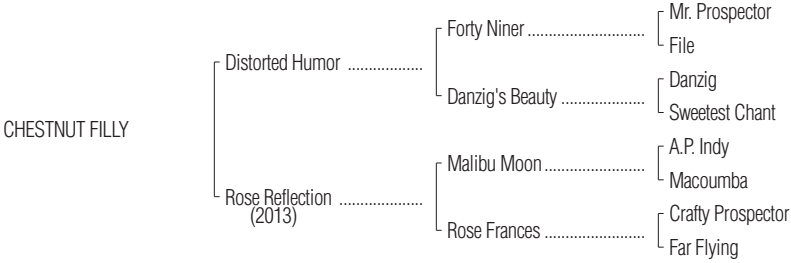 Mr. Prospector
Forty Niner ............................
File
Distorted Humor ..................
Danzig
Danzig's Beauty ....................
Sweetest Chant
CHESTNUT FILLY
A.P. Indy
Malibu Moon ........................
Macoumba
Rose Reflection ....................
(2013)
Crafty Prospector
Rose Frances ........................
Far Flying